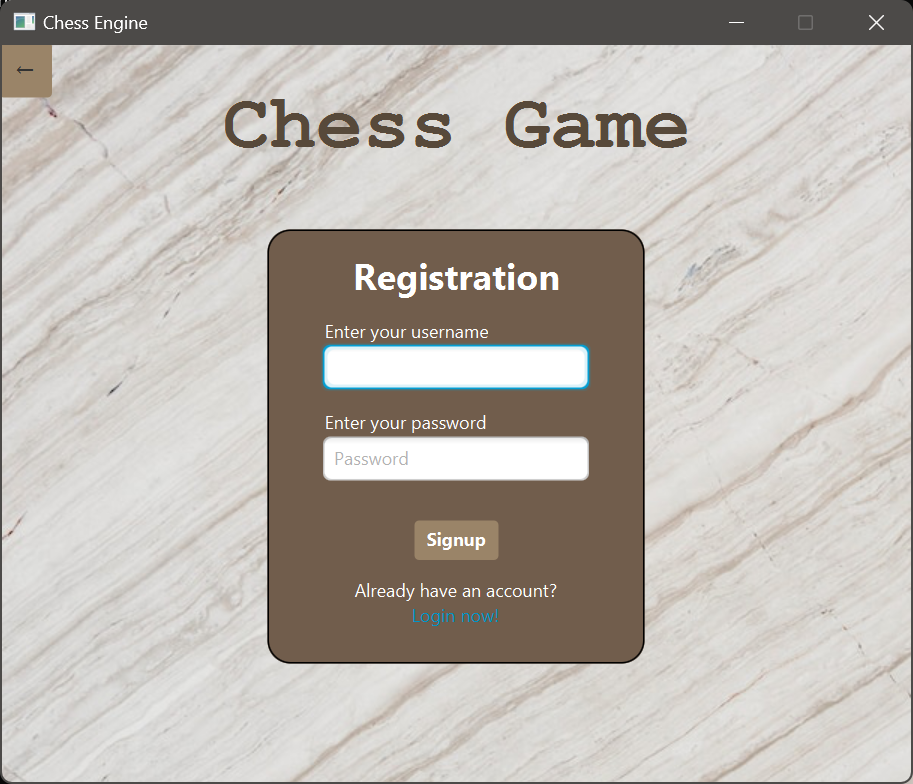 Chess Engine
←
Chess Game
Registration
Enter your username
Enter your password
Password
Signup
Already have an account?
Login now!